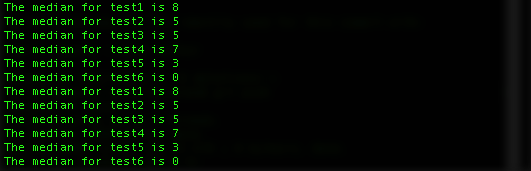 The median for test1 is 8
The median for test2 is 5
The median for test3 is 5
The median for test4 is 7
The median for test5 is 3
The median for test6 is 0
The median for test1 is 8
The median for test2 is 5
The median for test3 is 5
The median for test4 is 7
The median for test5 is 3
The median for test6 is 0